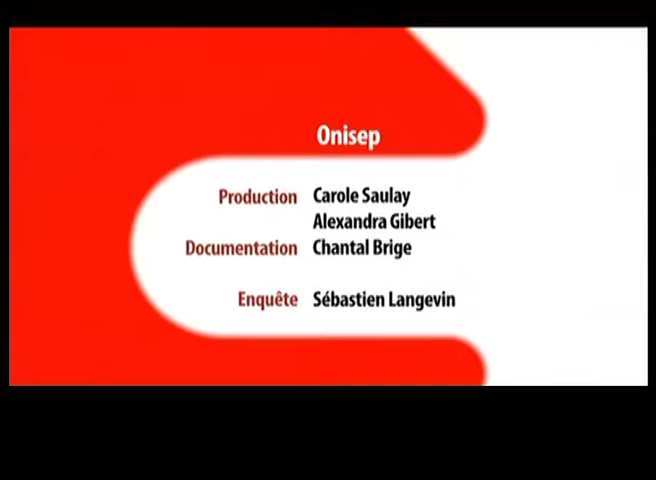 Onisep
Production Carole Saulay
Alexandra Gibert
Documentation Chantal Brige
Enquête Sébastien Langevin